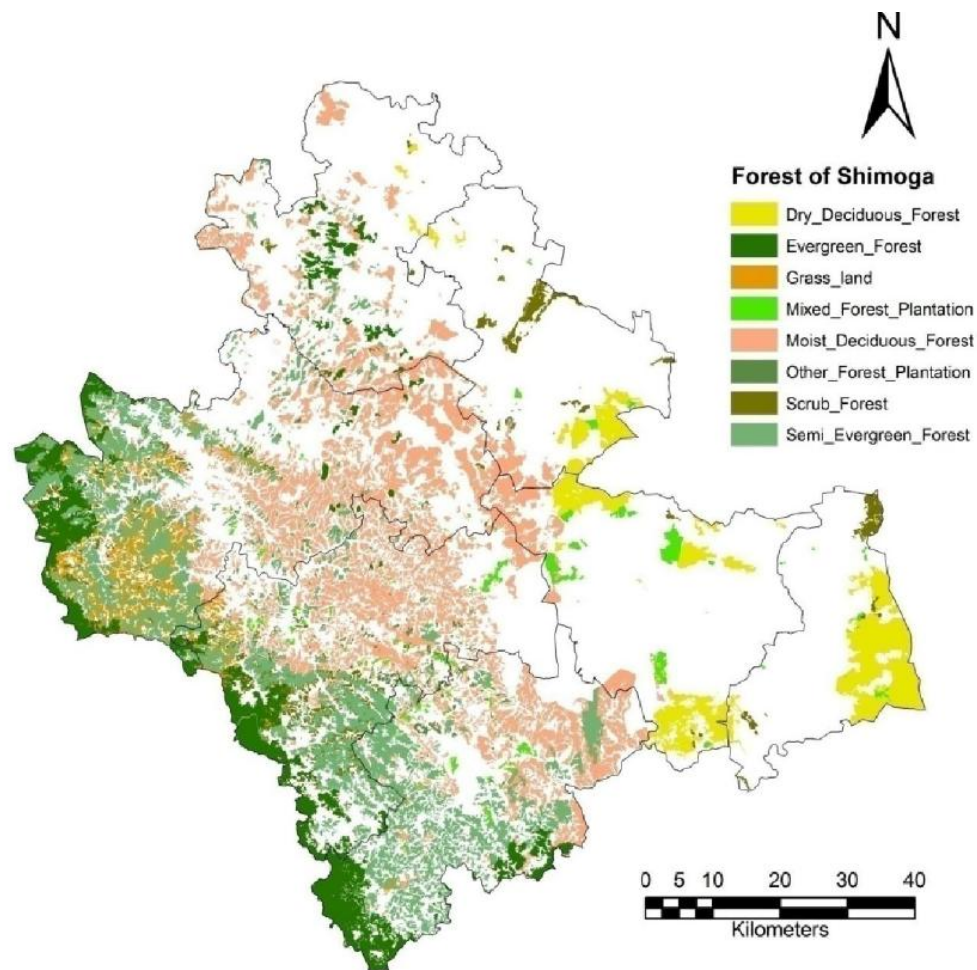 N
Forest of Shimoga
Dry_Deciduous_Forest
Evergreen_Forest
Grass_land
Mixed_Forest_Plantation
Moist_Deciduous_Forest
Other_Forest_Plantation
Scrub_Forest
Semi_Evergreen_Forest
0 5 10 20 30 40
Kilometers